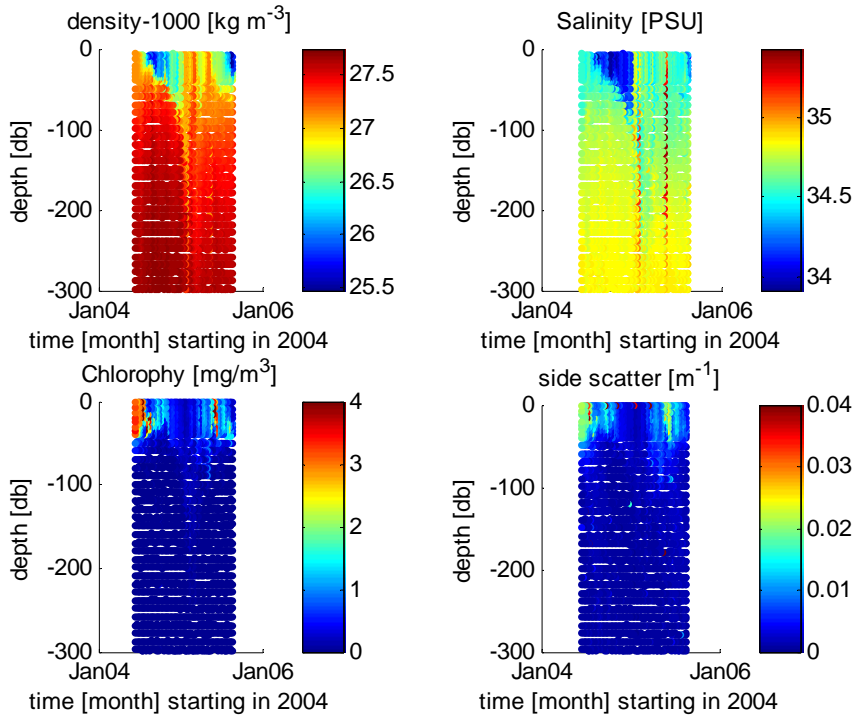 density-1000 [kg m⁻³]
0
-100
-200
-300
depth [db]
Jan04
Jan06
time [month] starting in 2004
27.5
27
26.5
26
25.5
Salinity [PSU]
0
-100
-200
-300
depth [db]
Jan04
Jan06
time [month] starting in 2004
35
34.5
34
Chlorophy [mg/m³]
0
-100
-200
-300
depth [db]
Jan04
Jan06
time [month] starting in 2004
4
3
2
1
0
side scatter [m⁻¹]
0
-100
-200
-300
depth [db]
Jan04
Jan06
time [month] starting in 2004
0.04
0.03
0.02
0.01
0